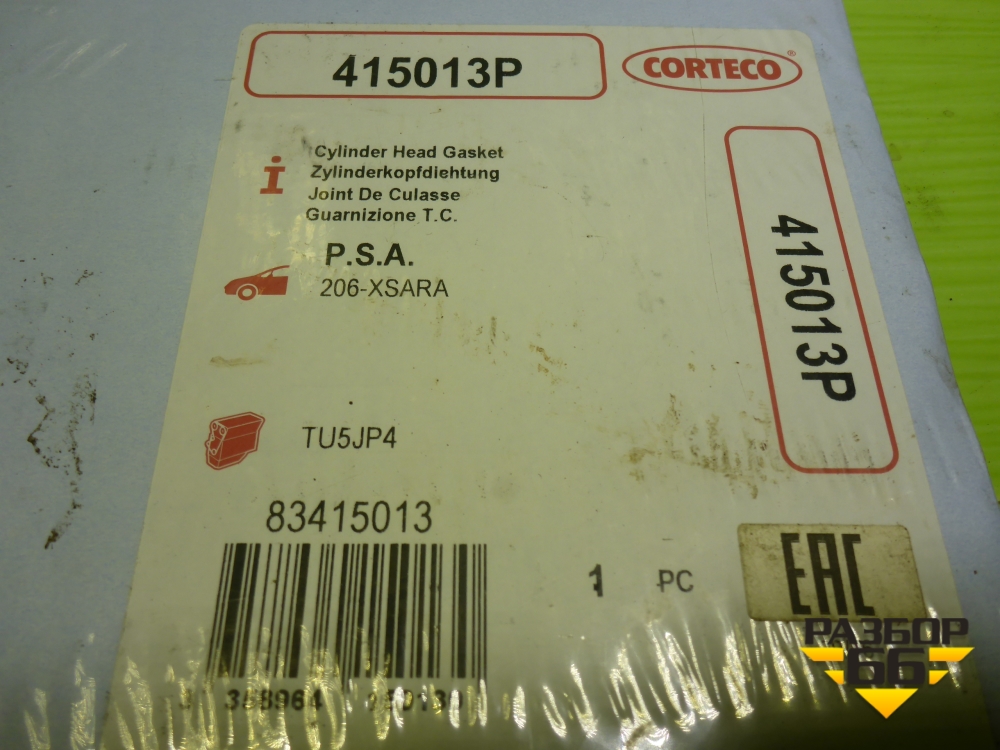 415013P
CORTECO®
Cylinder Head Gasket
Zylinderkopfdiehtung
Joint De Culasse
Guarnizione T.C.
P.S.A.
206-XSARA
415013P
TU5JP4
83415013
1 PC
EAC
РАЗБОР
66